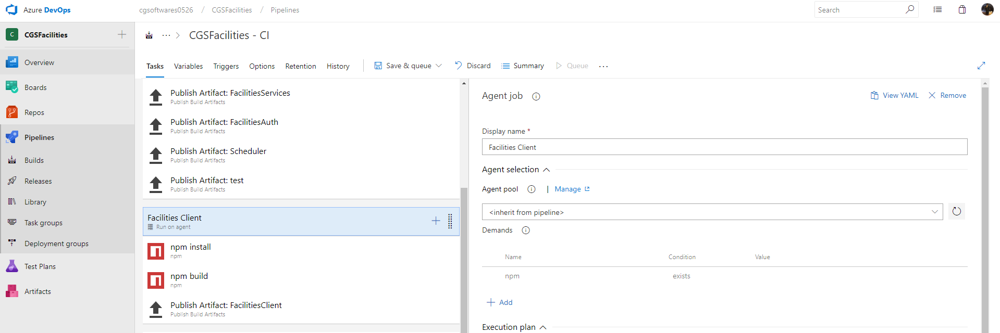 Azure DevOps
cgsoftwares0526 / CGSFacilities / Pipelines
Search
C CGSFacilities
Overview
Boards
Repos
Pipelines
Builds
Releases
Library
Task groups
Deployment groups
Test Plans
Artifacts
... > CGSFacilities - CI
Tasks Variables Triggers Options Retention History Save & queue Discard Summary Queue ...
Publish Artifact: FacilitiesServices
Publish Build Artifacts
Publish Artifact: FacilitiesAuth
Publish Build Artifacts
Publish Artifact: Scheduler
Publish Build Artifacts
Publish Artifact: test
Publish Build Artifacts
Facilities Client
Run on agent
npm install
npm
npm build
npm
Publish Artifact: FacilitiesClient
Publish Build Artifacts
Agent job
View YAML Remove
Display name *
Facilities Client
Agent selection
Agent pool | Manage
<inherit from pipeline>
Demands
Name Condition Value
npm exists
Add
Execution plan